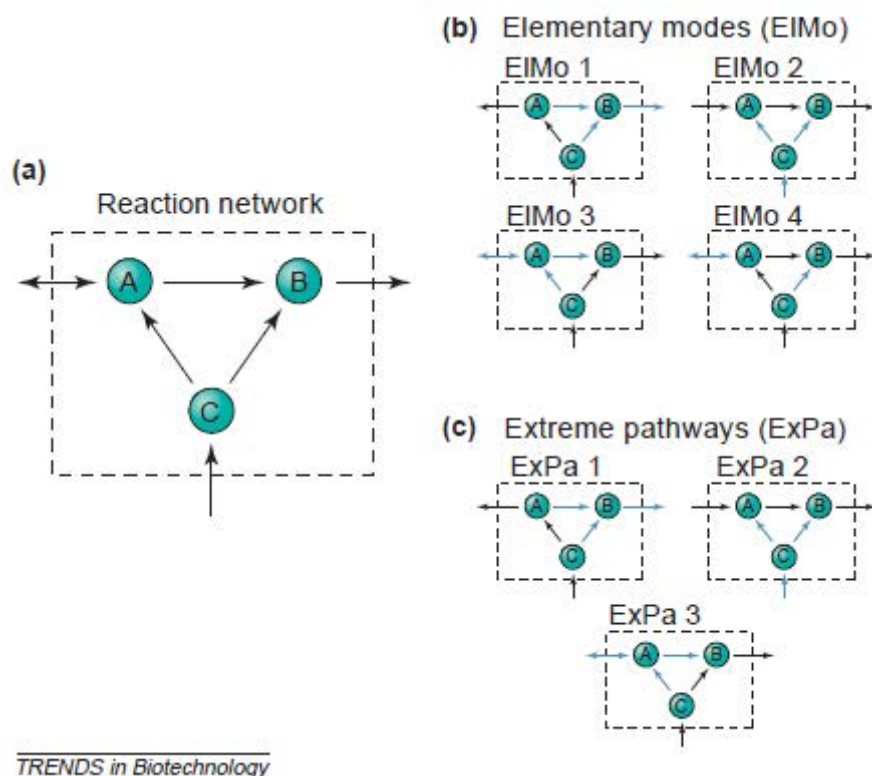 (a)
Reaction network
A
B
C
(b) Elementary modes (ElMo)
ElMo 1
A
B
C
ElMo 2
A
B
C
ElMo 3
A
B
C
ElMo 4
A
B
C
(c) Extreme pathways (ExPa)
ExPa 1
A
B
C
ExPa 2
A
B
C
ExPa 3
A
B
C
TRENDS in Biotechnology